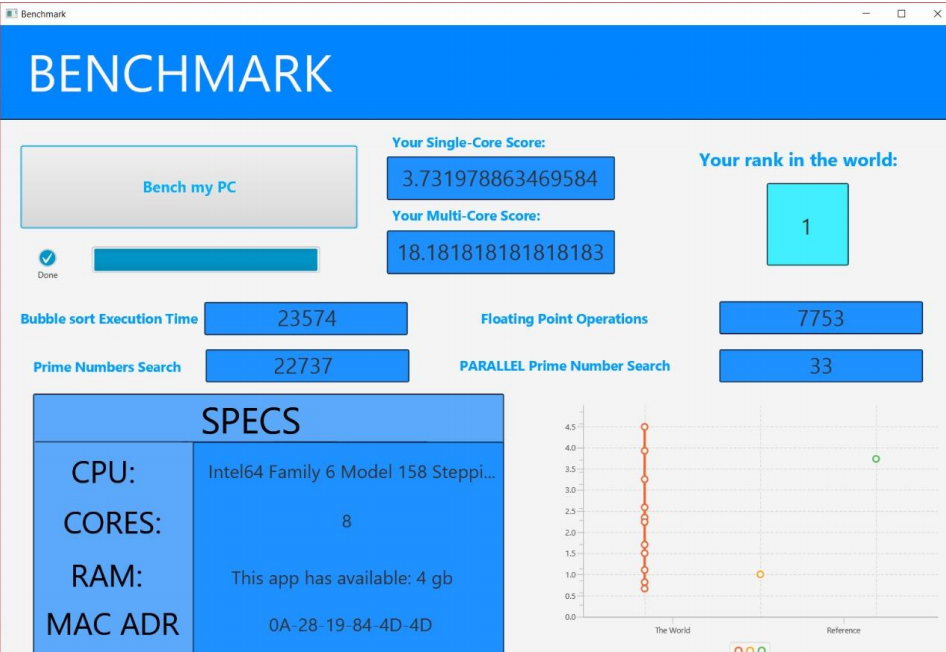 Benchmark
BENCHMARK
Bench my PC
Done
Your Single-Core Score:
3.731978863469584
Your Multi-Core Score:
18.181818181818183
Your rank in the world:
1
Bubble sort Execution Time
23574
Floating Point Operations
7753
Prime Numbers Search
22737
PARALLEL Prime Number Search
33
SPECS
CPU:
Intel64 Family 6 Model 158 Steppi...
CORES:
8
RAM:
This app has available: 4 gb
MAC ADR
0A-28-19-84-4D-4D
4.5
4.0
3.5
3.0
2.5
2.0
1.5
1.0
0.5
0.0
The World
Reference